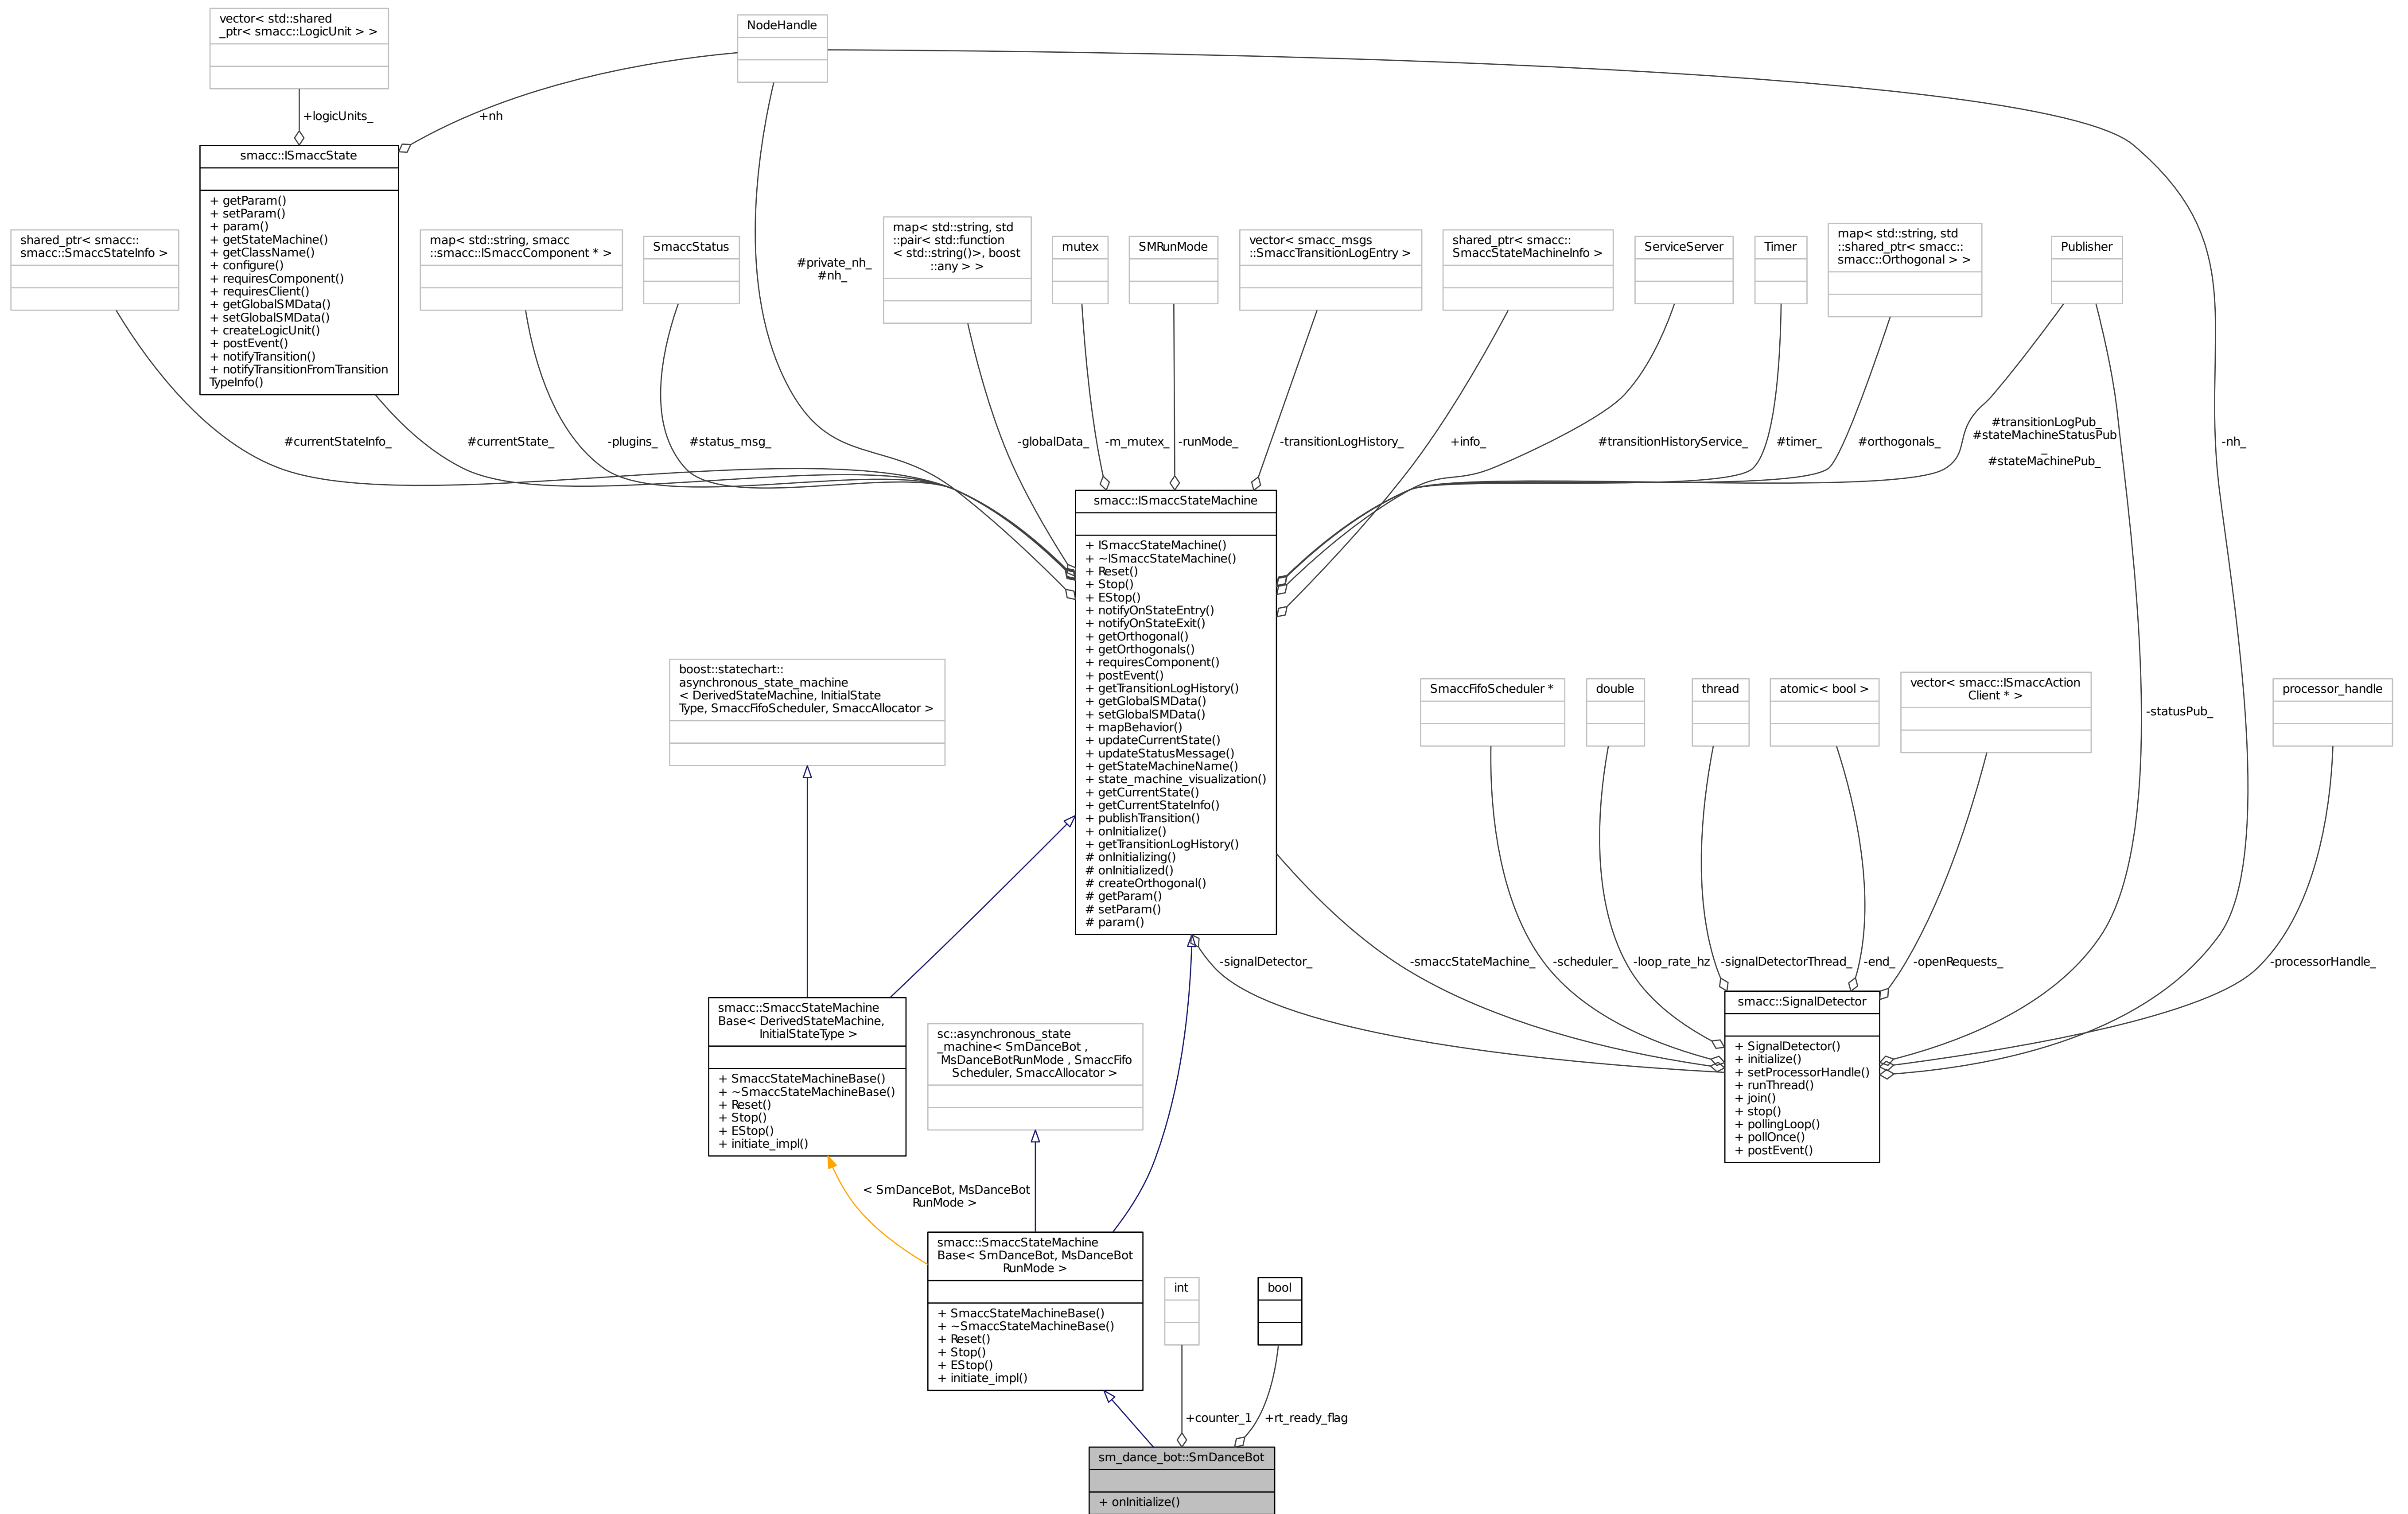 vector< std::shared
_ptr< smacc::LogicUnit > >
NodeHandle
+logicUnits_
+nh
smacc::ISmaccState
+ getParam()
+ setParam()
+ param()
+ getStateMachine()
+ getClassName()
+ configure()
+ requiresComponent()
+ requiresClient()
+ getGlobalSMData()
+ setGlobalSMData()
+ createLogicUnit()
+ postEvent()
+ notifyTransition()
+ notifyTransitionFromTransition
TypeInfo()
shared_ptr< smacc::
smacc::SmaccStateInfo >
map< std::string, smacc
::smacc::ISmaccComponent * >
SmaccStatus
#private_nh_
#nh_
map< std::string, std
::pair< std::function
< std::string()>, boost
::any > >
mutex
SMRunMode
vector< smacc_msgs
::SmaccTransitionLogEntry >
shared_ptr< smacc::
SmaccStateMachineInfo >
ServiceServer
Timer
map< std::string, std
::shared_ptr< smacc::
smacc::Orthogonal > >
Publisher
#currentStateInfo_
#currentState_
-plugins_
#status_msg_
-globalData_
-m_mutex_
-runMode_
-transitionLogHistory_
+info_
#transitionHistoryService_
#timer_
#orthogonals_
#transitionLogPub_
#stateMachineStatusPub
_
#stateMachinePub_
-nh_
smacc::ISmaccStateMachine
+ ISmaccStateMachine()
+ ~ISmaccStateMachine()
+ Reset()
+ Stop()
+ EStop()
+ notifyOnStateEntry()
+ notifyOnStateExit()
+ getOrthogonal()
+ getOrthogonals()
+ requiresComponent()
+ postEvent()
+ getTransitionLogHistory()
+ getGlobalSMData()
+ setGlobalSMData()
+ mapBehavior()
+ updateCurrentState()
+ updateStatusMessage()
+ getStateMachineName()
+ state_machine_visualization()
+ getCurrentState()
+ getCurrentStateInfo()
+ publishTransition()
+ onInitialize()
+ getTransitionLogHistory()
# onInitializing()
# onInitialized()
# createOrthogonal()
# getParam()
# setParam()
# param()
boost::statechart::
asynchronous_state_machine
< DerivedStateMachine, InitialState
Type, SmaccFifoScheduler, SmaccAllocator >
SmaccFifoScheduler *
double
thread
atomic< bool >
vector< smacc::ISmaccAction
Client * >
-statusPub_
processor_handle
-signalDetector_
-smaccStateMachine_
-scheduler_
-loop_rate_hz
-signalDetectorThread_
-end_
-openRequests_
-processorHandle_
smacc::SmaccStateMachine
Base< DerivedStateMachine,
InitialStateType >
+ SmaccStateMachineBase()
+ ~SmaccStateMachineBase()
+ Reset()
+ Stop()
+ EStop()
+ initiate_impl()
sc::asynchronous_state
_machine< SmDanceBot ,
MsDanceBotRunMode , SmaccFifo
Scheduler, SmaccAllocator >
smacc::SignalDetector
+ SignalDetector()
+ initialize()
+ setProcessorHandle()
+ runThread()
+ join()
+ stop()
+ pollingLoop()
+ pollOnce()
+ postEvent()
< SmDanceBot, MsDanceBot
RunMode >
smacc::SmaccStateMachine
Base< SmDanceBot, MsDanceBot
RunMode >
+ SmaccStateMachineBase()
+ ~SmaccStateMachineBase()
+ Reset()
+ Stop()
+ EStop()
+ initiate_impl()
int
bool
+counter_1
+rt_ready_flag
sm_dance_bot::SmDanceBot
+ onInitialize()